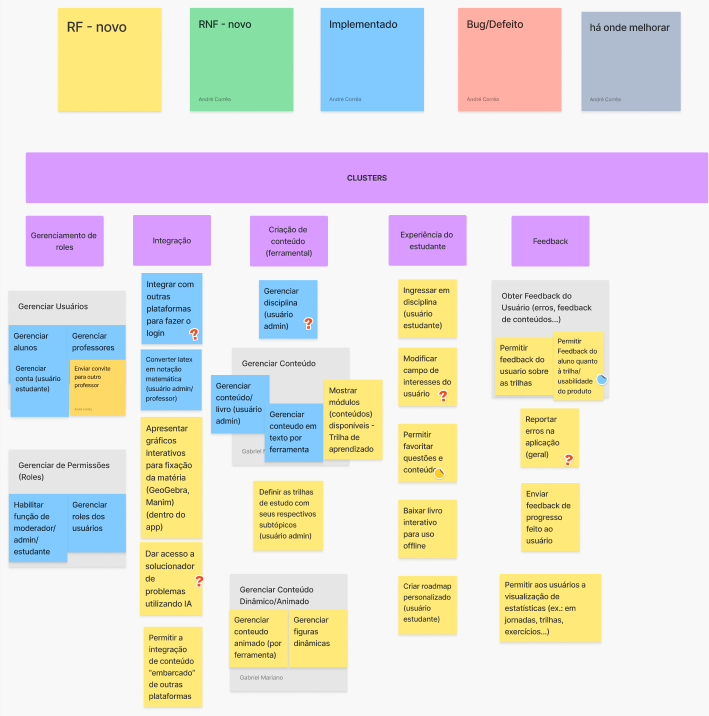 RF - novo
RNF - novo
André Corrêa
Implementado
André Corrêa
Bug/Defeito
André Corrêa
há onde melhorar
André Corrêa
CLUSTERS
Gerenciamento de
roles
Gerenciar Usuários
Gerenciar
alunos
Gerenciar
professores
Gerenciar
conta (usuário
estudante)
Enviar convite
para outro
professor
Gerenciar de Permissões
(Roles)
Habilitar
função de
moderador/
admin/
estudante
Gerenciar
roles dos
usuários
Integração
Integrar com
outras
plataformas
para fazer o
login
?
Converter latex
em notação
matemática
(usuário admin/
professor)
Apresentar
gráficos
interativos para
fixação da
matéria
(GeoGebra,
Manim) (dentro
do app)
Dar acesso a
solucionador
de
problemas
utilizando IA
?
Permitir a
integração
de conteúdo
"embarcado"
de outras
plataformas
Criação de
conteúdo
(ferramental)
Gerenciar
disciplina
(usuário
admin)
?
Gerenciar Conteúdo
Gerenciar
conteúdo/
livro (usuário
admin)
Gerenciar
conteudo em
texto por
ferramenta
Mostrar
módulos
(conteúdos)
disponíveis -
Trilha de
aprendizado
Definir as trilhas
de estudo com
seus respectivos
subtópicos
(usuário admin)
Gerenciar Conteúdo
Dinâmico/Animado
Gerenciar
conteudo
animado (por
ferramenta)
Gerenciar
figuras
dinâmicas
Gabriel Mariano
Experiência do
estudante
Ingressar em
disciplina
(usuário
estudante)
Modificar
campo de
interesses do
usuário
?
Permitir
favoritar
questões e
conteúdo
Baixar livro
interativo
para uso
offline
Criar roadmap
personalizado
(usuário
estudante)
Feedback
Obter Feedback do
Usuário (erros, feedback
de conteúdos...)
Permitir
feedback do
usuario sobre
as trilhas
Permitir
Feedback do
aluno quanto
à trilha/
usabilidade
do produto
Reportar
erros na
aplicação
(geral)
?
Enviar
feedback de
progresso
feito ao
usuário
Permitir aos usuários a
visualização de
estatísticas (ex.: em
jornadas, trilhas,
exercícios...)